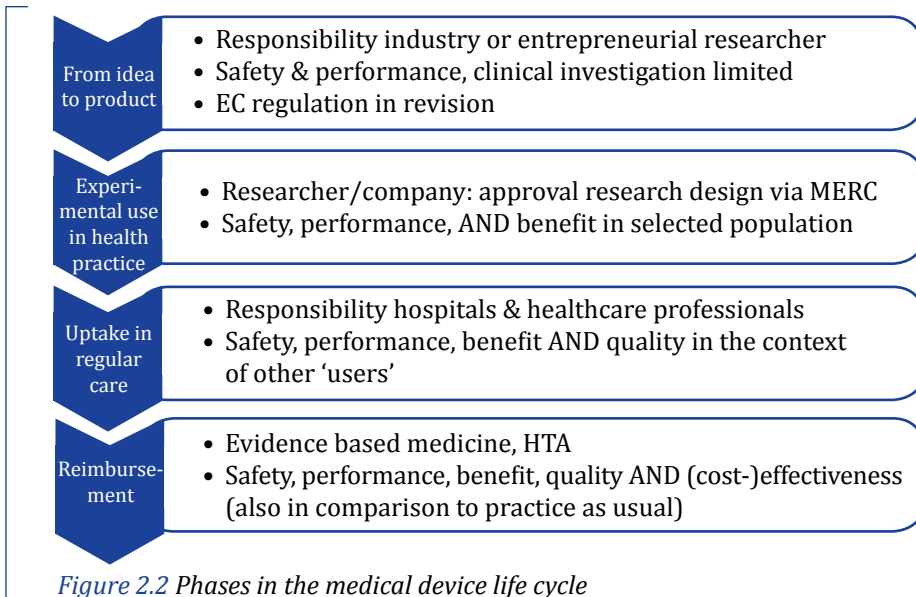 From idea
to product
• Responsibility industry or entrepreneurial researcher
• Safety & performance, clinical investigation limited
• EC regulation in revision
Experi-
mental use
in health
practice
• Researcher/company: approval research design via MERC
• Safety, performance, AND benefit in selected population
Uptake in
regular
care
• Responsibility hospitals & healthcare professionals
• Safety, performance, benefit AND quality in the context
of other ‘users’
Reimburse-
ment
• Evidence based medicine, HTA
• Safety, performance, benefit, quality AND (cost-)effectiveness
(also in comparison to practice as usual)
Figure 2.2 Phases in the medical device life cycle